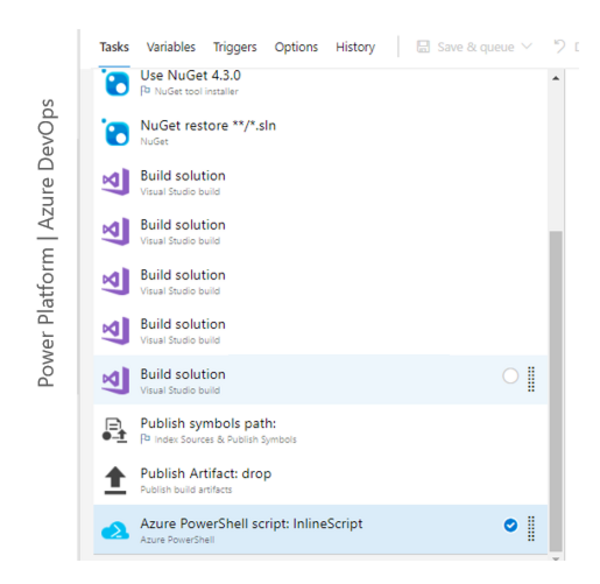 Power Platform | Azure DevOps
Tasks Variables Triggers Options History Save & queue
Use NuGet 4.3.0
NuGet tool installer
NuGet restore **/*.sln
NuGet
Build solution
Visual Studio build
Build solution
Visual Studio build
Build solution
Visual Studio build
Build solution
Visual Studio build
Build solution
Visual Studio build
Publish symbols path:
Index Sources & Publish Symbols
Publish Artifact: drop
Publish build artifacts
Azure PowerShell script: InlineScript
Azure PowerShell